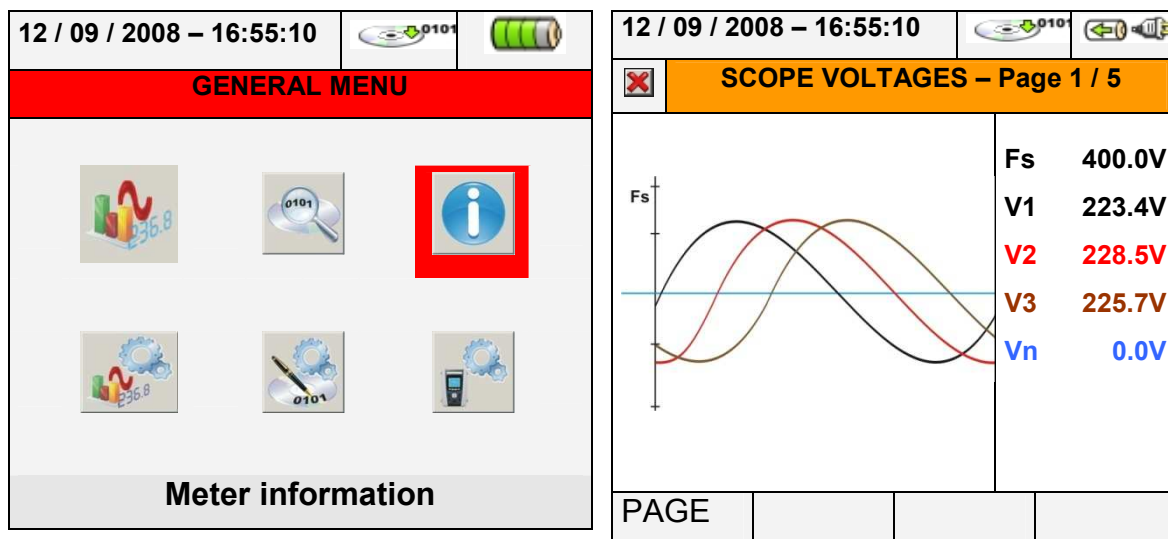 12 / 09 / 2008 – 16:55:10
0101
GENERAL MENU
236.8
0101
236.8
0101
Meter information
12 / 09 / 2008 – 16:55:10
0101
SCOPE VOLTAGES – Page 1 / 5
Fs
Fs 400.0V
V1 223.4V
V2 228.5V
V3 225.7V
Vn 0.0V
PAGE